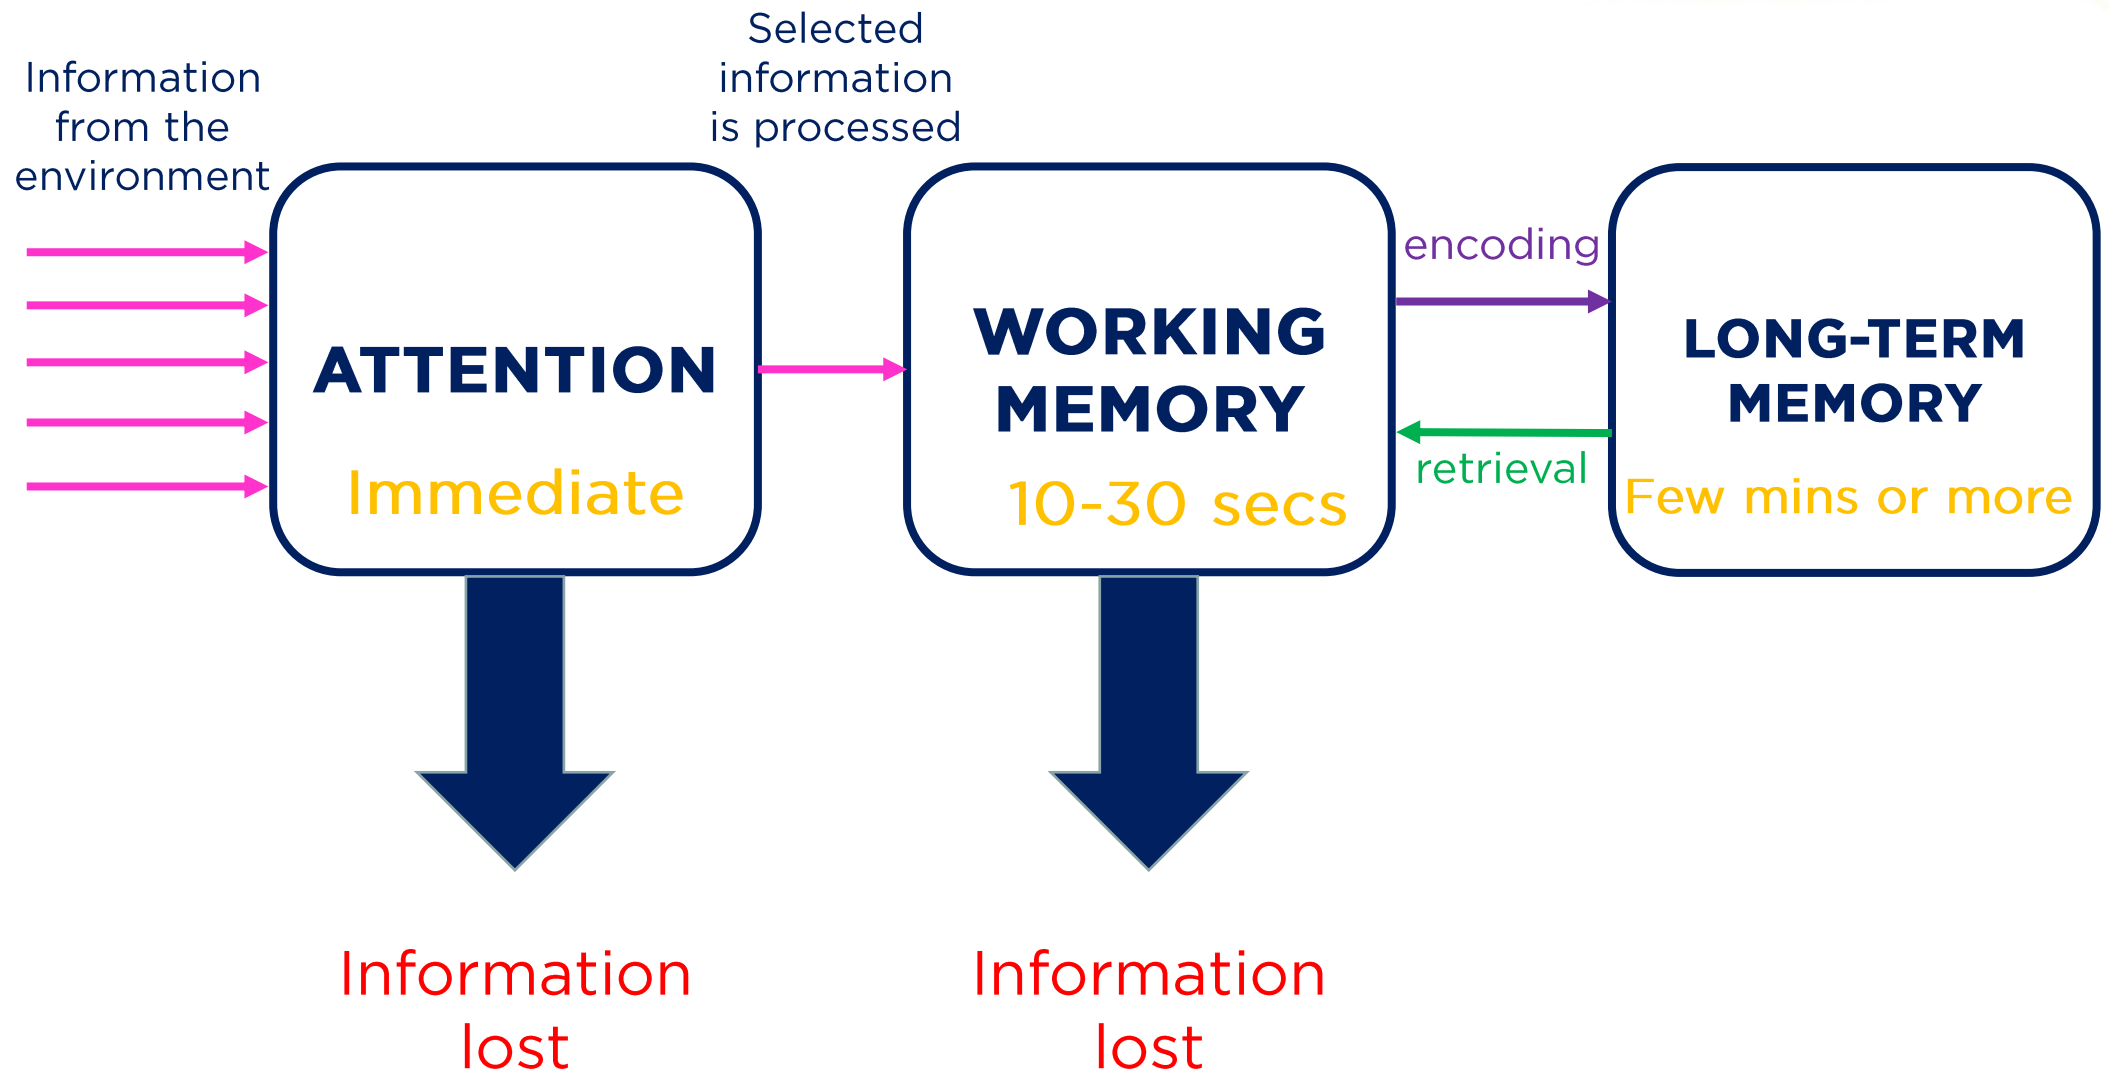 Information
from the
environment
Selected
information
is processed
ATTENTION
Immediate
WORKING
MEMORY
10-30 secs
encoding
retrieval
LONG-TERM
MEMORY
Few mins or more
Information
lost
Information
lost